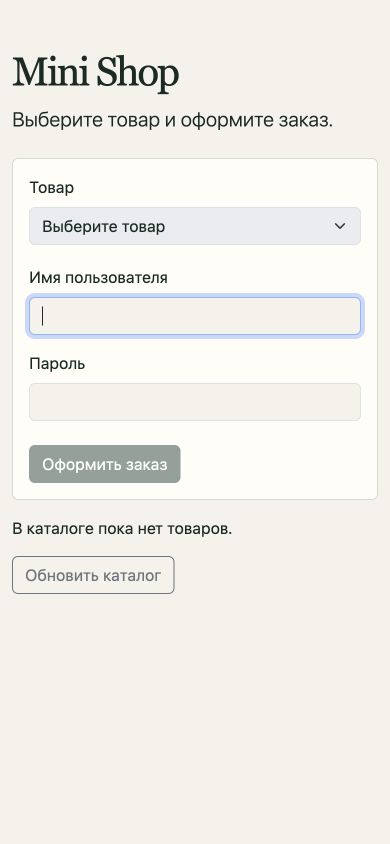 Mini Shop
Выберите товар и оформите заказ.
Товар
Выберите товар
Имя пользователя
Пароль
Оформить заказ
В каталоге пока нет товаров.
Обновить каталог